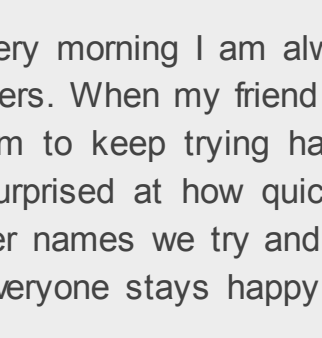 ery morning I am alw
ers. When my friend
m to keep trying ha
urprised at how quic
er names we try and
veryone stays happy